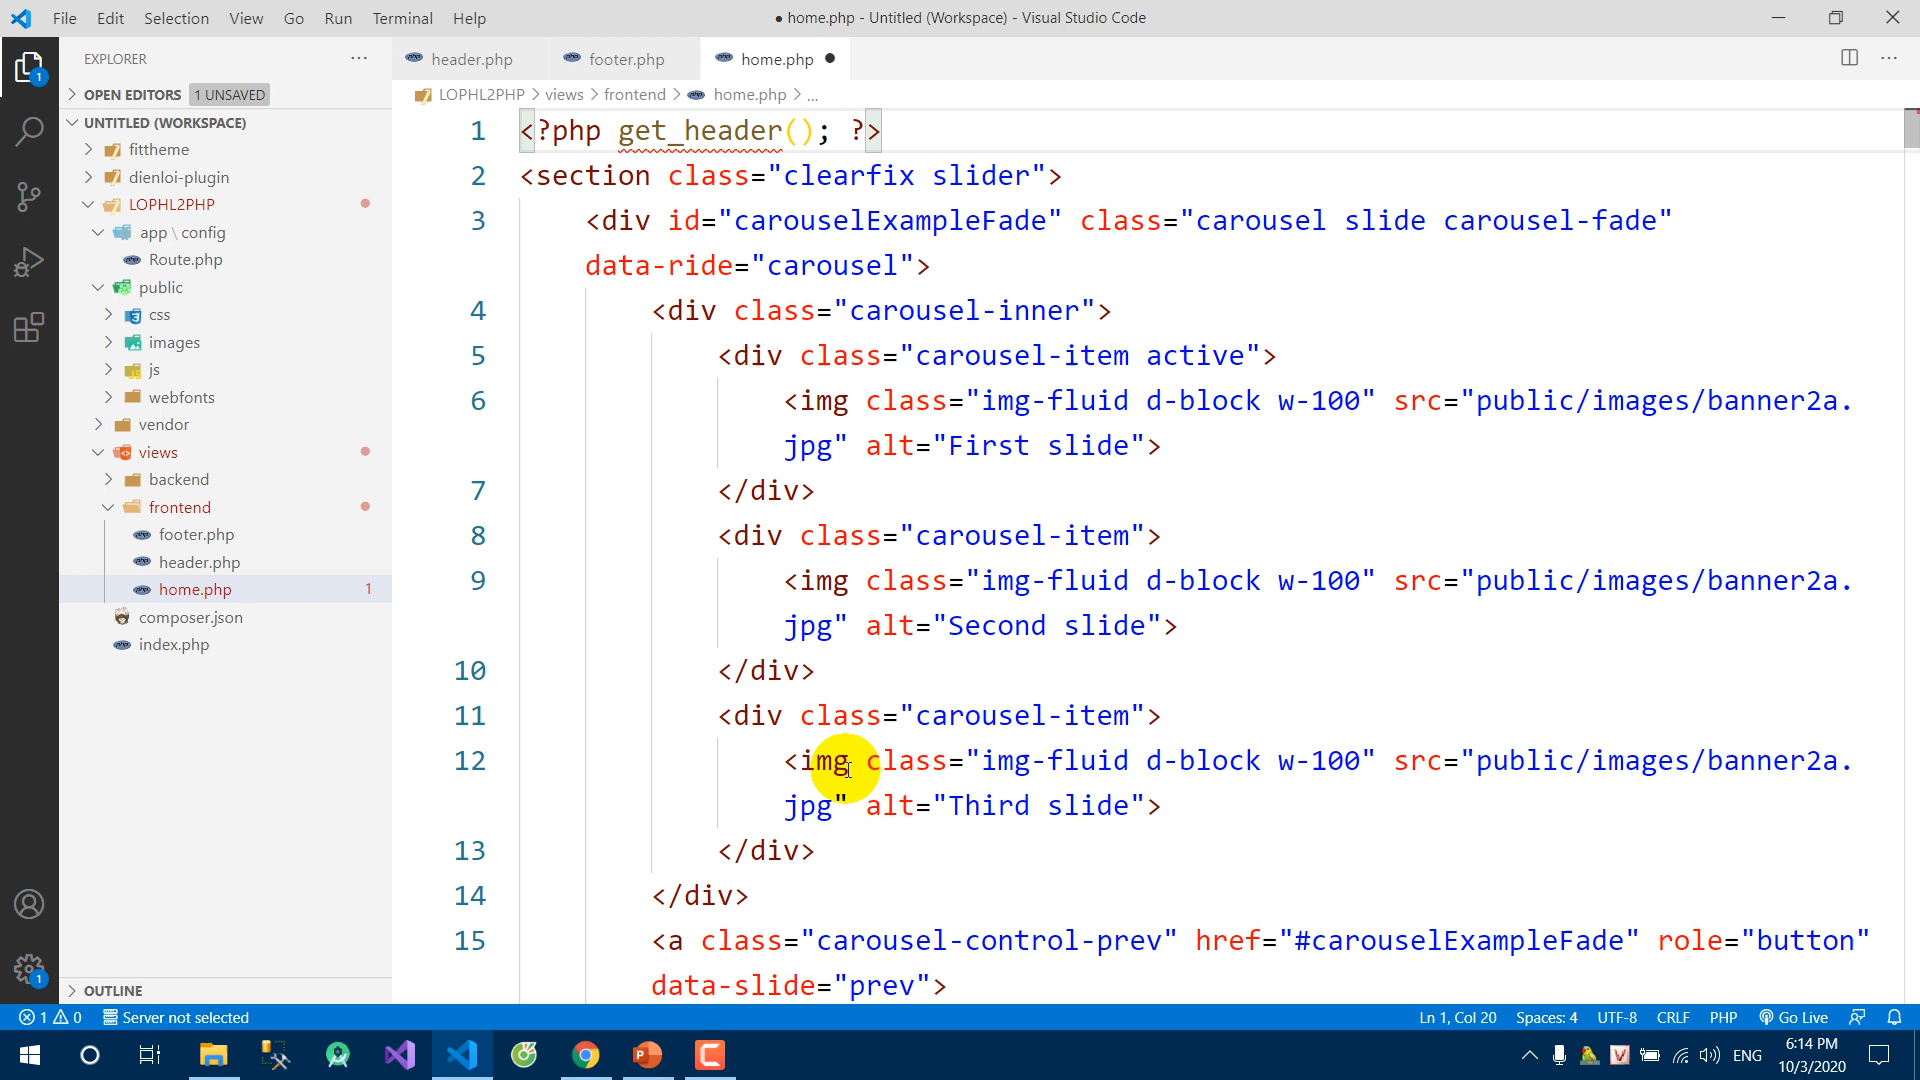 File Edit Selection View Go Run Terminal Help
● home.php - Untitled (Workspace) - Visual Studio Code
EXPLORER
header.php footer.php home.php
OPEN EDITORS 1 UNSAVED
LOPHL2PHP > views > frontend > home.php > ...
UNTITLED (WORKSPACE)
fittheme
dienloi-plugin
LOPHL2PHP
app \ config
Route.php
public
css
images
js
webfonts
vendor
views
backend
frontend
footer.php
header.php
home.php 1
composer.json
index.php
OUTLINE
1 <?php get_header(); ?>
2 <section class="clearfix slider">
3 <div id="carouselExampleFade" class="carousel slide carousel-fade"
data-ride="carousel">
4 <div class="carousel-inner">
5 <div class="carousel-item active">
6 <img class="img-fluid d-block w-100" src="public/images/banner2a.
jpg" alt="First slide">
7 </div>
8 <div class="carousel-item">
9 <img class="img-fluid d-block w-100" src="public/images/banner2a.
jpg" alt="Second slide">
10 </div>
11 <div class="carousel-item">
12 <img class="img-fluid d-block w-100" src="public/images/banner2a.
jpg" alt="Third slide">
13 </div>
14 </div>
15 <a class="carousel-control-prev" href="#carouselExampleFade" role="button"
data-slide="prev">
1 0 Server not selected
Ln 1, Col 20 Spaces: 4 UTF-8 CRLF PHP Go Live
ENG
6:14 PM
10/3/2020